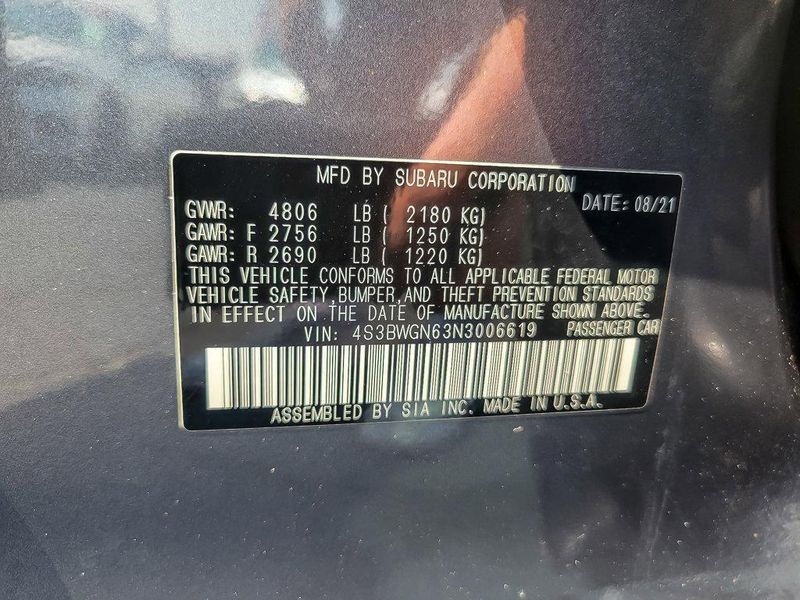 MFD BY SUBARU CORPORATION
DATE: 08/21
GVWR: 4806 LB ( 2180 KG)
GAWR: F 2756 LB ( 1250 KG)
GAWR: R 2690 LB ( 1220 KG)
THIS VEHICLE CONFORMS TO ALL APPLICABLE FEDERAL MOTOR
VEHICLE SAFETY, BUMPER, AND THEFT PREVENTION STANDARDS
IN EFFECT ON THE DATE OF MANUFACTURE SHOWN ABOVE.
VIN: 4S3BWGN63N3006619 PASSENGER CAR
ASSEMBLED BY SIA INC. MADE IN U.S.A.